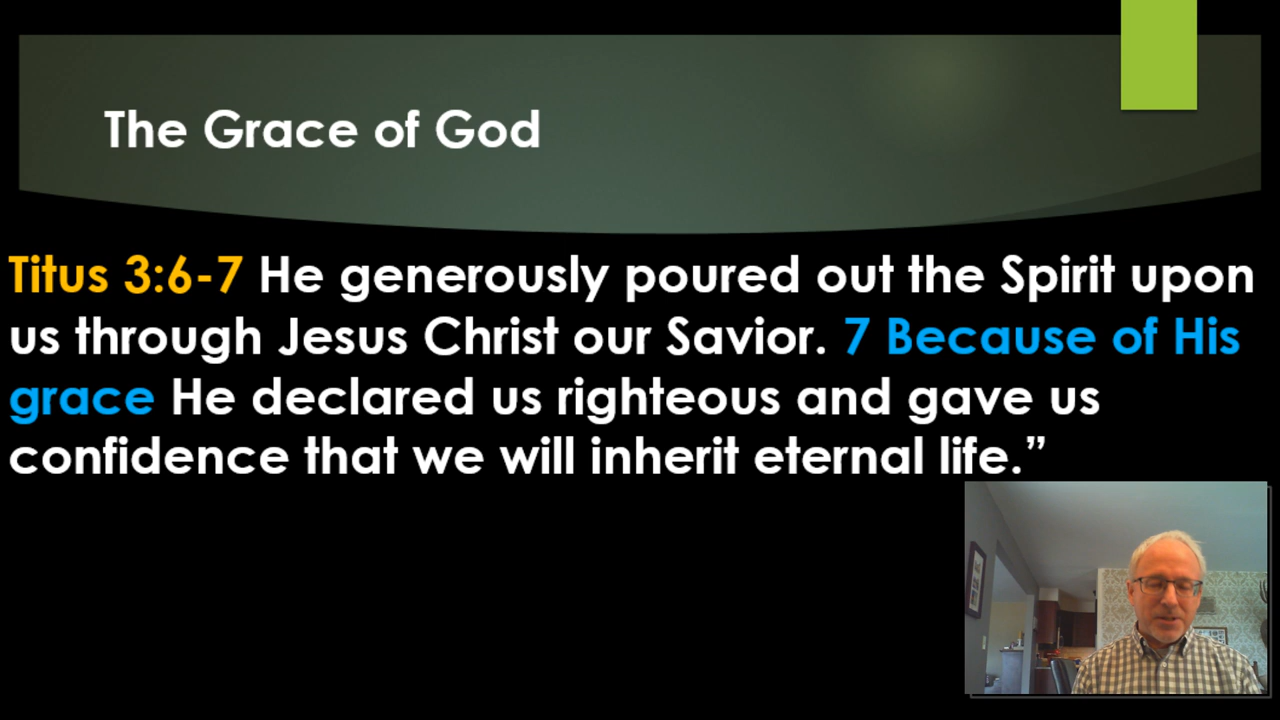 The Grace of God
Titus 3:6-7 He generously poured out the Spirit upon
us through Jesus Christ our Savior. 7 Because of His
grace He declared us righteous and gave us
confidence that we will inherit eternal life.”